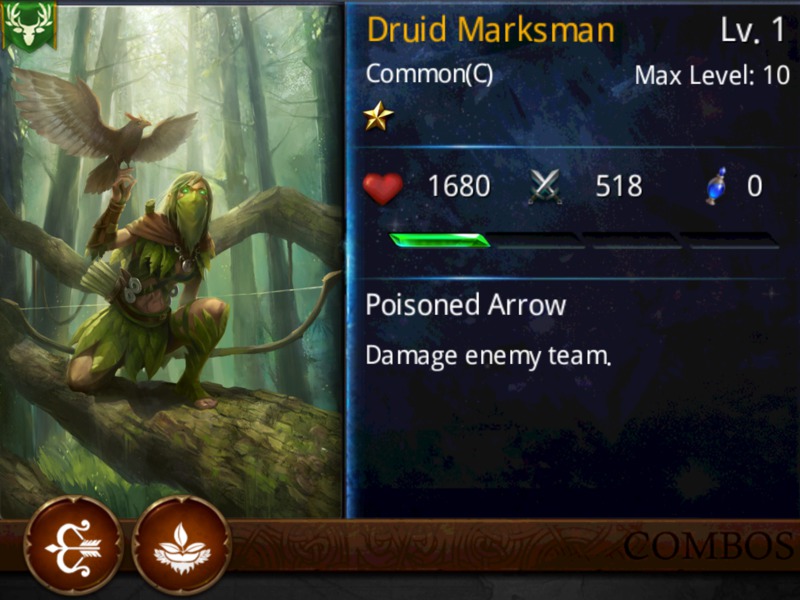 Druid Marksman
Lv. 1
Common(C)
Max Level: 10
1680
518
0
Poisoned Arrow
Damage enemy team.
COMBOS